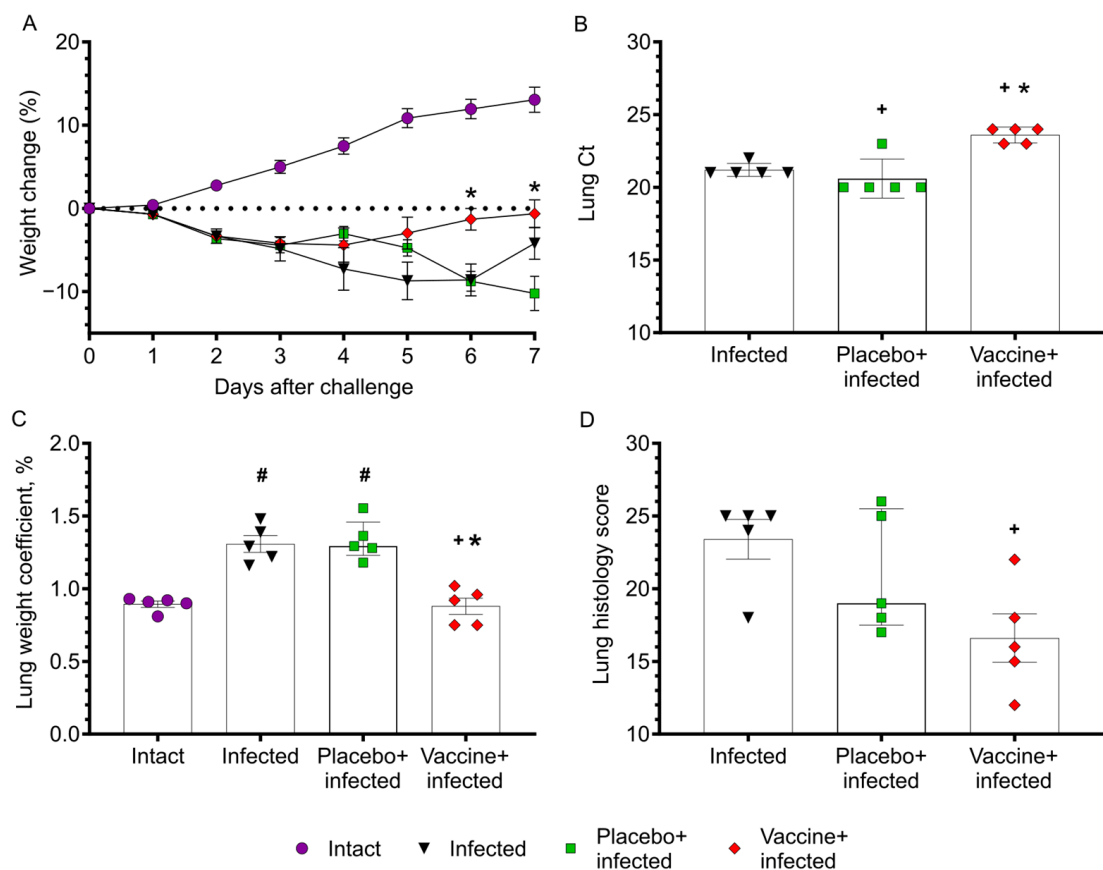 A
Weight change (%)
20
10
0
−10
* *
0 1 2 3 4 5 6 7
Days after challenge
B
Lung Ct
30
25
20
15
10
+
+ *
Infected
Placebo+
infected
Vaccine+
infected
C
Lung weight coefficient, %
2.0
1.5
1.0
0.5
0.0
# #
+ *
Intact
Infected
Placebo+
infected
Vaccine+
infected
D
Lung histology score
30
25
20
15
10
+
Infected
Placebo+
infected
Vaccine+
infected
Intact
Infected
Placebo+
infected
Vaccine+
infected